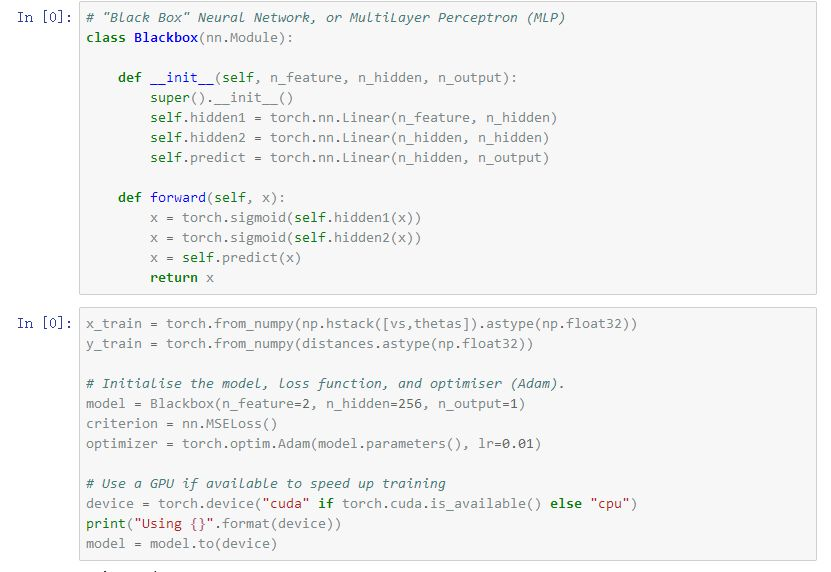 In [0]: # "Black Box" Neural Network, or MultiLayer Perceptron (MLP)
class Blackbox(nn.Module):
    def __init__(self, n_feature, n_hidden, n_output):
        super().__init__()
        self.hidden1 = torch.nn.Linear(n_feature, n_hidden)
        self.hidden2 = torch.nn.Linear(n_hidden, n_hidden)
        self.predict = torch.nn.Linear(n_hidden, n_output)
    def forward(self, x):
        x = torch.sigmoid(self.hidden1(x))
        x = torch.sigmoid(self.hidden2(x))
        x = self.predict(x)
        return x
In [0]: x_train = torch.from_numpy(np.hstack([vs,thetas]).astype(np.float32))
y_train = torch.from_numpy(distances.astype(np.float32))
# Initialise the model, loss function, and optimiser (Adam).
model = Blackbox(n_feature=2, n_hidden=256, n_output=1)
criterion = nn.MSELoss()
optimizer = torch.optim.Adam(model.parameters(), lr=0.01)
# Use a GPU if available to speed up training
device = torch.device("cuda" if torch.cuda.is_available() else "cpu")
print("Using {}".format(device))
model = model.to(device)